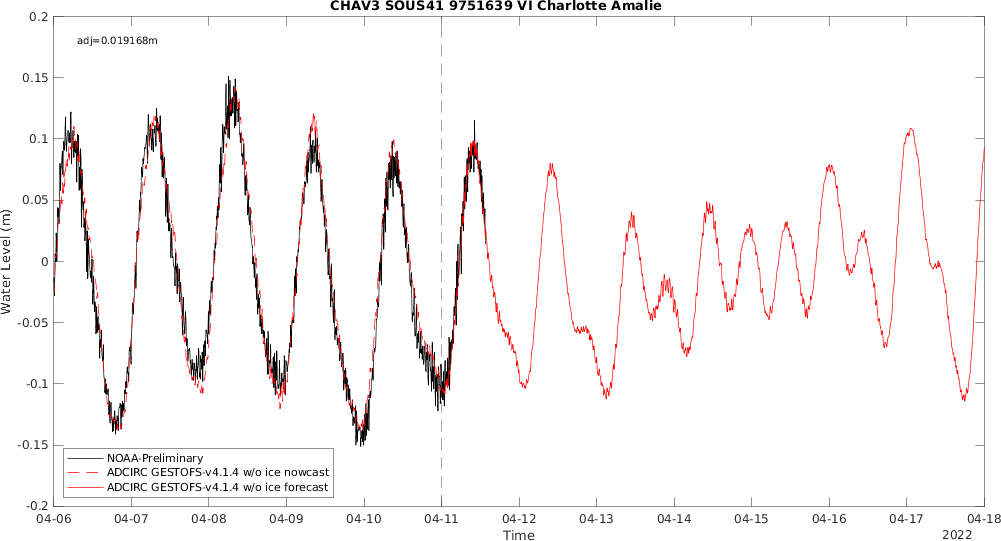 CHAV3 SOUS41 9751639 VI Charlotte Amalie
adj=0.019168m
0.2
0.15
0.1
0.05
0
-0.05
-0.1
-0.15
-0.2
Water Level (m)
NOAA-Preliminary
ADCIRC GESTOFS-v4.1.4 w/o ice nowcast
ADCIRC GESTOFS-v4.1.4 w/o ice forecast
04-06 04-07 04-08 04-09 04-10 04-11 04-12 04-13 04-14 04-15 04-16 04-17 04-18
Time
2022